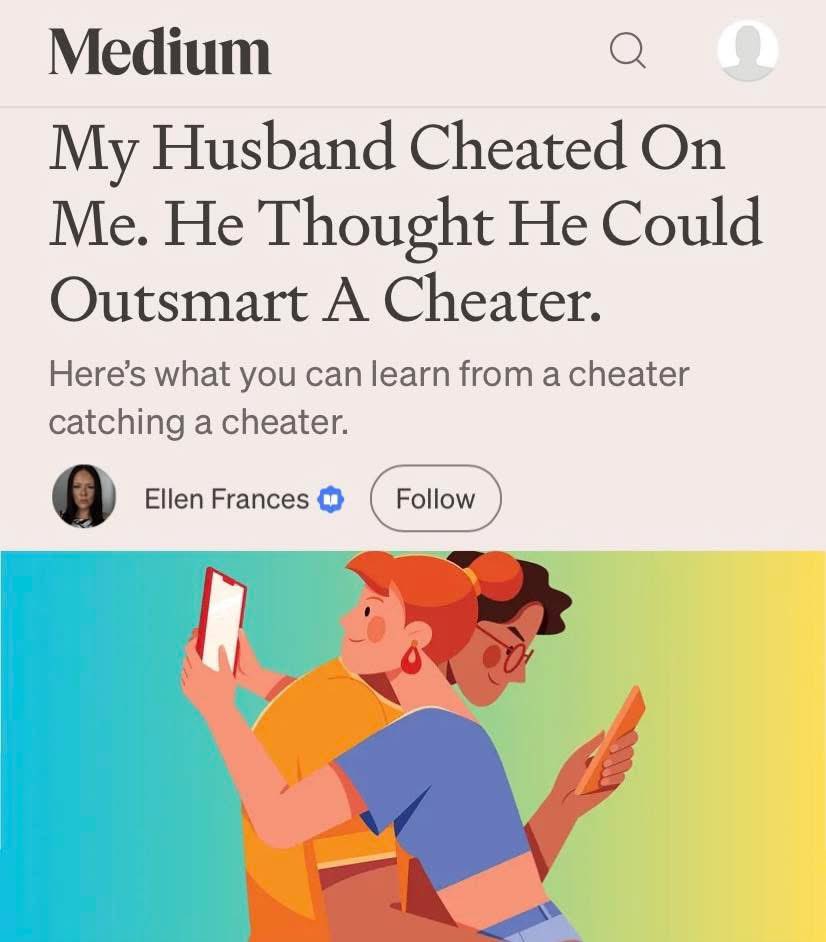 Medium
My Husband Cheated On
Me. He Thought He Could
Outsmart A Cheater.
Here’s what you can learn from a cheater
catching a cheater.
Ellen Frances
Follow